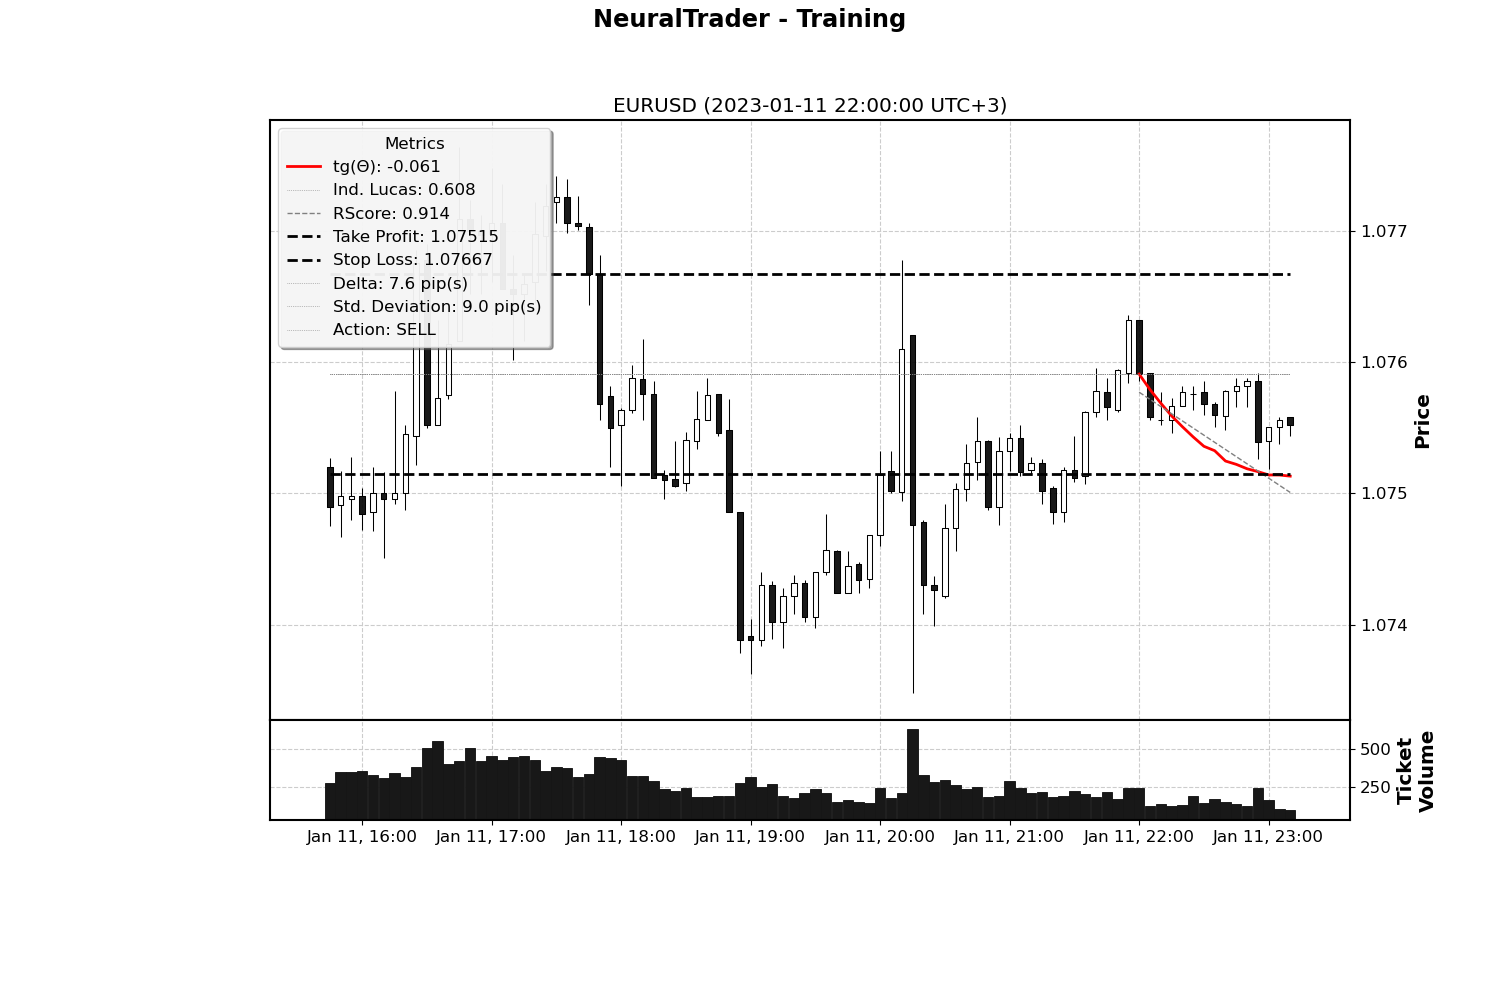 NeuralTrader - Training
EURUSD (2023-01-11 22:00:00 UTC+3)
Metrics
tg(Θ): -0.061
Ind. Lucas: 0.608
RScore: 0.914
Take Profit: 1.07515
Stop Loss: 1.07667
Delta: 7.6 pip(s)
Std. Deviation: 9.0 pip(s)
Action: SELL
1.077
1.076
1.075
1.074
Price
500
250
Ticket
Volume
Jan 11, 16:00
Jan 11, 17:00
Jan 11, 18:00
Jan 11, 19:00
Jan 11, 20:00
Jan 11, 21:00
Jan 11, 22:00
Jan 11, 23:00